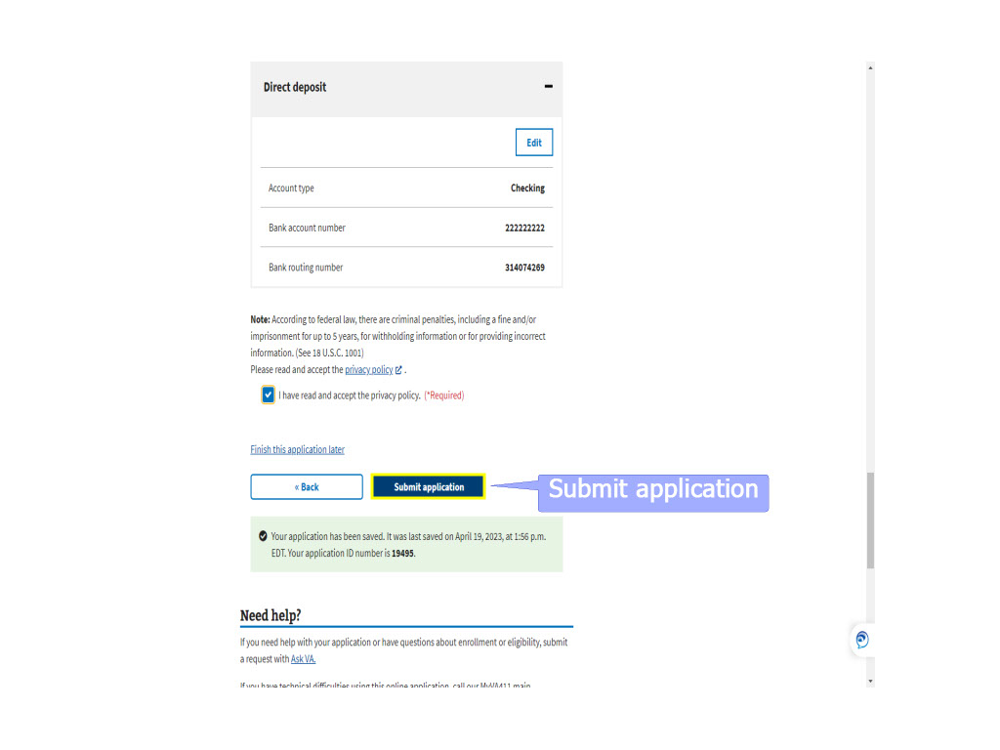 Direct deposit
Edit
Account type Checking
Bank account number 222222222
Bank routing number 314074269
Note: According to federal law, there are criminal penalties, including a fine and/or
imprisonment for up to 5 years, for withholding information or for providing incorrect
information. (See 18 U.S.C. 1001)
Please read and accept the privacy policy .
I have read and accept the privacy policy. (*Required)
Finish this application later
« Back Submit application Submit application
Your application has been saved. It was last saved on April 19, 2023, at 1:56 p.m.
EDT. Your application ID number is 19495.
Need help?
If you need help with your application or have questions about enrollment or eligibility, submit
a request with Ask VA.
If you have technical difficulties using this online application, call our MyVA411 main